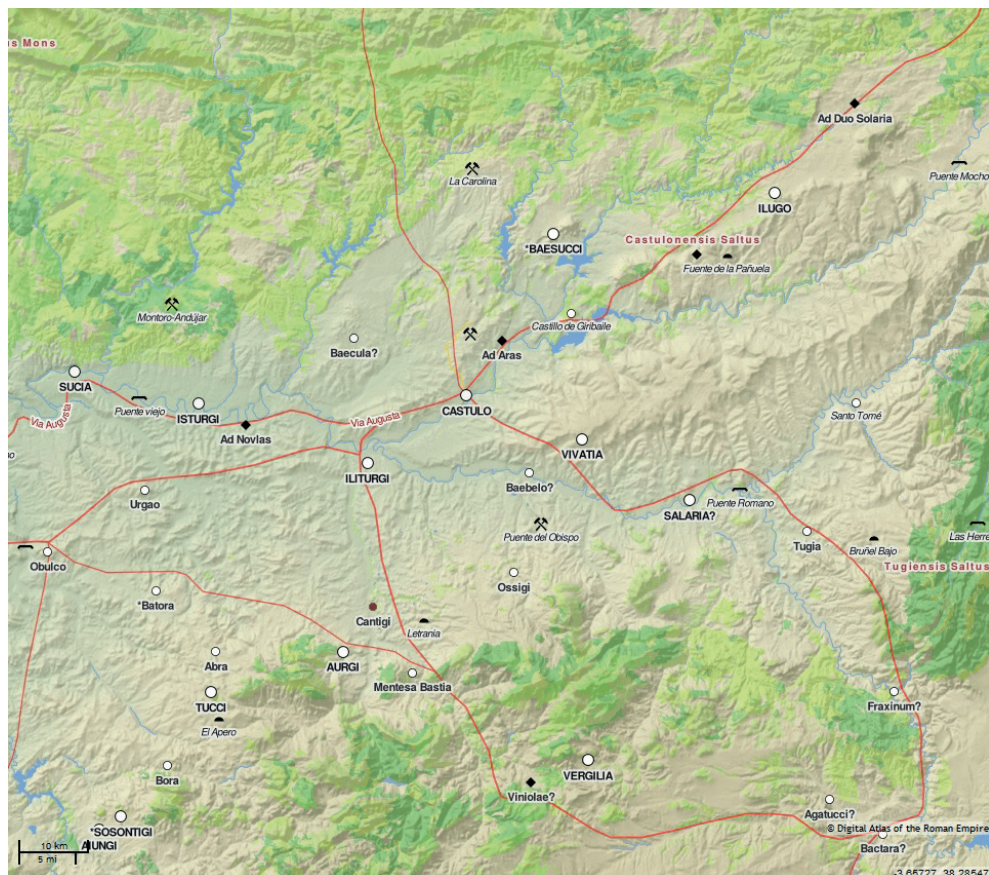 us Mons
Ad Duo Solaria
Puente Mocho
La Carolina
ILUGO
*BAESUCCI
Castulonensis Saltus
Fuente de la Pañuela
Montoro-Andújar
Castillo de Giribaile
Baecula?
Ad Aras
SUCIA
Puente viejo
ISTURGI
Via Augusta
Via Augusta
CASTULO
Santo Tomé
Ad Novlas
no
VIVATIA
ILITURGI
Baebelo?
Urgao
SALARIA?
Puente Romano
Puente del Obispo
Las Herre
Tugia
Bruñel Bajo
Obulco
Tugiensis Saltus
Ossigi
*Batora
Cantigi
Letrania
Abra
AURGI
Mentesa Bastia
TUCCI
Fraxinum?
El Apero
Bora
VERGILIA
Viniolae?
Agatucci?
*SOSONTIGI
© Digital Atlas of the Roman Empire
10 km
5 mi
Bactara?
-3.65727, 38.28547